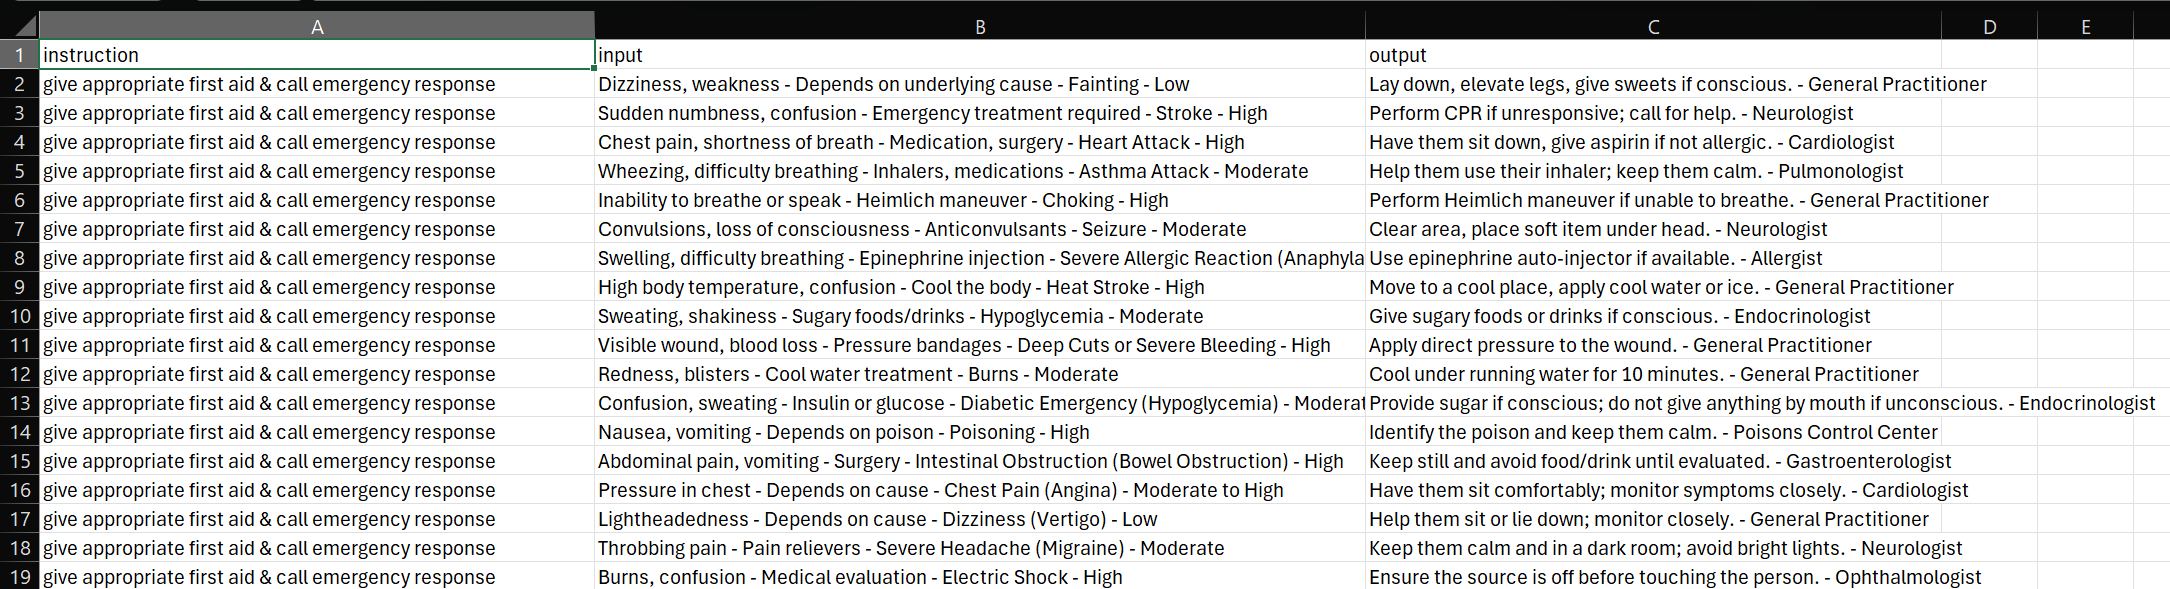 A B C D E
1 instruction input output
2 give appropriate first aid & call emergency response Dizziness, weakness - Depends on underlying cause - Fainting - Low Lay down, elevate legs, give sweets if conscious. - General Practitioner
3 give appropriate first aid & call emergency response Sudden numbness, confusion - Emergency treatment required - Stroke - High Perform CPR if unresponsive; call for help. - Neurologist
4 give appropriate first aid & call emergency response Chest pain, shortness of breath - Medication, surgery - Heart Attack - High Have them sit down, give aspirin if not allergic. - Cardiologist
5 give appropriate first aid & call emergency response Wheezing, difficulty breathing - Inhalers, medications - Asthma Attack - Moderate Help them use their inhaler; keep them calm. - Pulmonologist
6 give appropriate first aid & call emergency response Inability to breathe or speak - Heimlich maneuver - Choking - High Perform Heimlich maneuver if unable to breathe. - General Practitioner
7 give appropriate first aid & call emergency response Convulsions, loss of consciousness - Anticonvulsants - Seizure - Moderate Clear area, place soft item under head. - Neurologist
8 give appropriate first aid & call emergency response Swelling, difficulty breathing - Epinephrine injection - Severe Allergic Reaction (Anaphyla Use epinephrine auto-injector if available. - Allergist
9 give appropriate first aid & call emergency response High body temperature, confusion - Cool the body - Heat Stroke - High Move to a cool place, apply cool water or ice. - General Practitioner
10 give appropriate first aid & call emergency response Sweating, shakiness - Sugary foods/drinks - Hypoglycemia - Moderate Give sugary foods or drinks if conscious. - Endocrinologist
11 give appropriate first aid & call emergency response Visible wound, blood loss - Pressure bandages - Deep Cuts or Severe Bleeding - High Apply direct pressure to the wound. - General Practitioner
12 give appropriate first aid & call emergency response Redness, blisters - Cool water treatment - Burns - Moderate Cool under running water for 10 minutes. - General Practitioner
13 give appropriate first aid & call emergency response Confusion, sweating - Insulin or glucose - Diabetic Emergency (Hypoglycemia) - Moderat Provide sugar if conscious; do not give anything by mouth if unconscious. - Endocrinologist
14 give appropriate first aid & call emergency response Nausea, vomiting - Depends on poison - Poisoning - High Identify the poison and keep them calm. - Poisons Control Center
15 give appropriate first aid & call emergency response Abdominal pain, vomiting - Surgery - Intestinal Obstruction (Bowel Obstruction) - High Keep still and avoid food/drink until evaluated. - Gastroenterologist
16 give appropriate first aid & call emergency response Pressure in chest - Depends on cause - Chest Pain (Angina) - Moderate to High Have them sit comfortably; monitor symptoms closely. - Cardiologist
17 give appropriate first aid & call emergency response Lightheadedness - Depends on cause - Dizziness (Vertigo) - Low Help them sit or lie down; monitor closely. - General Practitioner
18 give appropriate first aid & call emergency response Throbbing pain - Pain relievers - Severe Headache (Migraine) - Moderate Keep them calm and in a dark room; avoid bright lights. - Neurologist
19 give appropriate first aid & call emergency response Burns, confusion - Medical evaluation - Electric Shock - High Ensure the source is off before touching the person. - Ophthalmologist